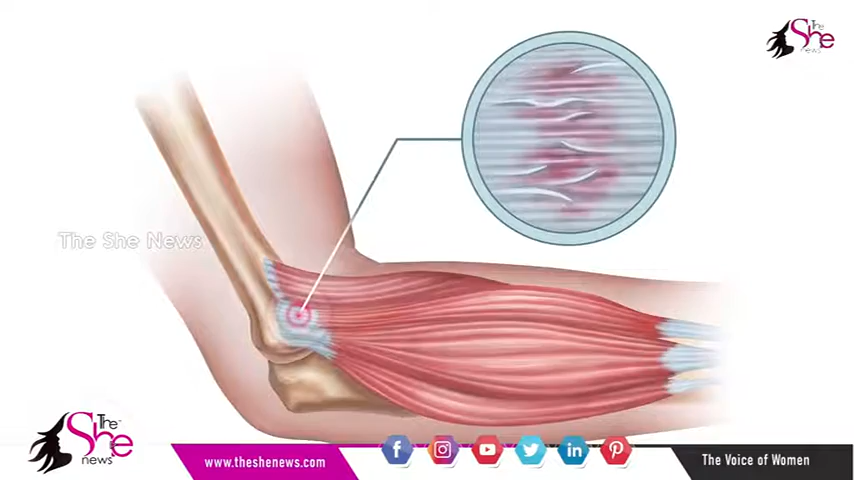 The
She
news
The She News
The
She
news
www.theshenews.com
The Voice of Women